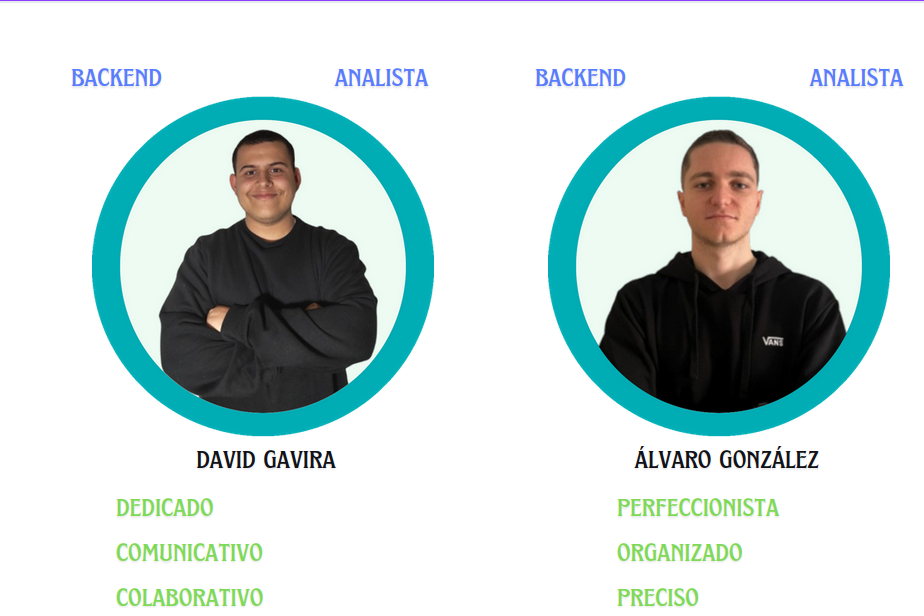 BACKEND ANALISTA BACKEND ANALISTA
VANS
DAVID GAVIRA ÁLVARO GONZÁLEZ
DEDICADO PERFECCIONISTA
COMUNICATIVO ORGANIZADO
COLABORATIVO PRECISO